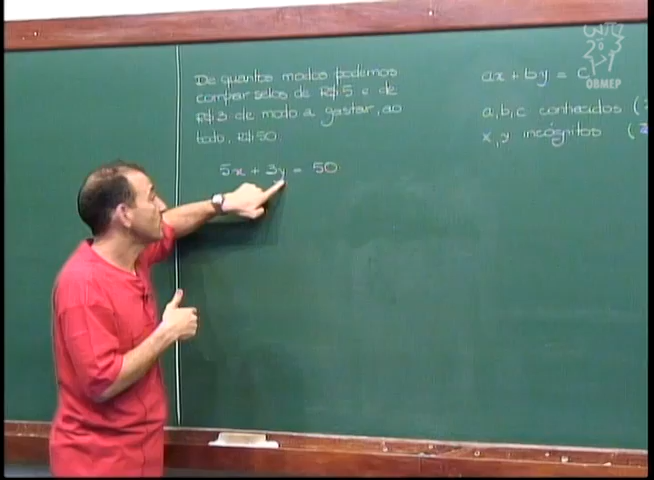 De quantos modos podemos
comprar selos de R$5 e de
R$3 de modo a gastar, ao
todo, R$50.
5x + 3y = 50
ax + by = c
a, b, c conhecidos (
x, y incógnitos (
OBMEP